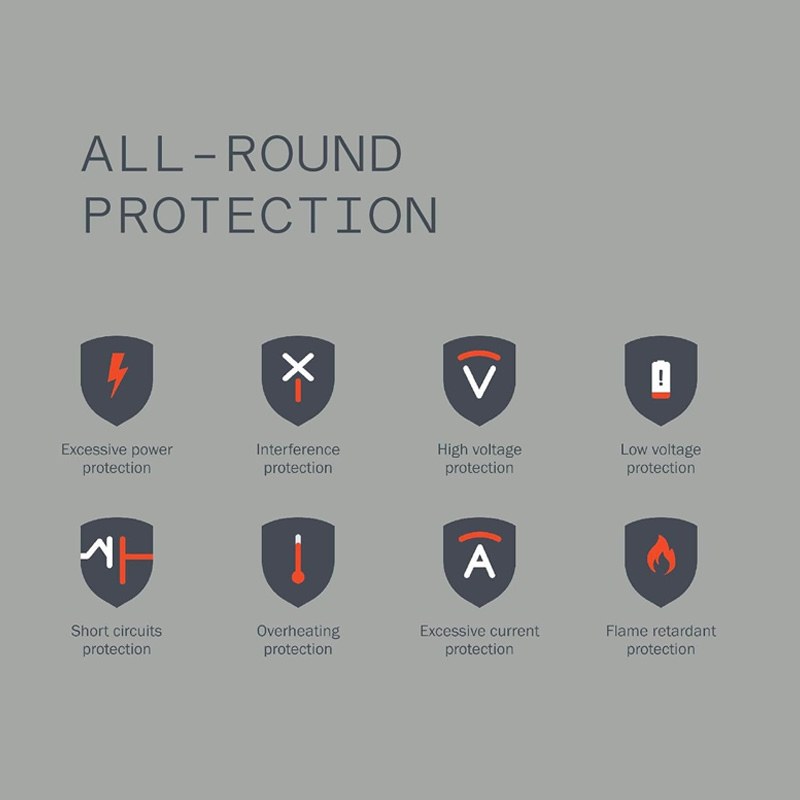 ALL-ROUND
PROTECTION
Excessive power
protection
Interference
protection
V
High voltage
protection
!
Low voltage
protection
Short circuits
protection
Overheating
protection
A
Excessive current
protection
Flame retardant
protection